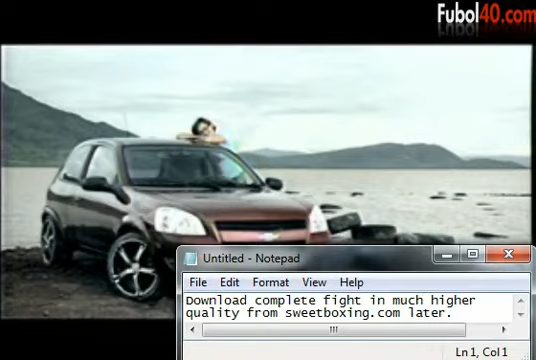 Fubol40.com
Untitled - Notepad
File Edit Format View Help
Download complete fight in much higher
quality from sweetboxing.com later.
Ln 1, Col 1